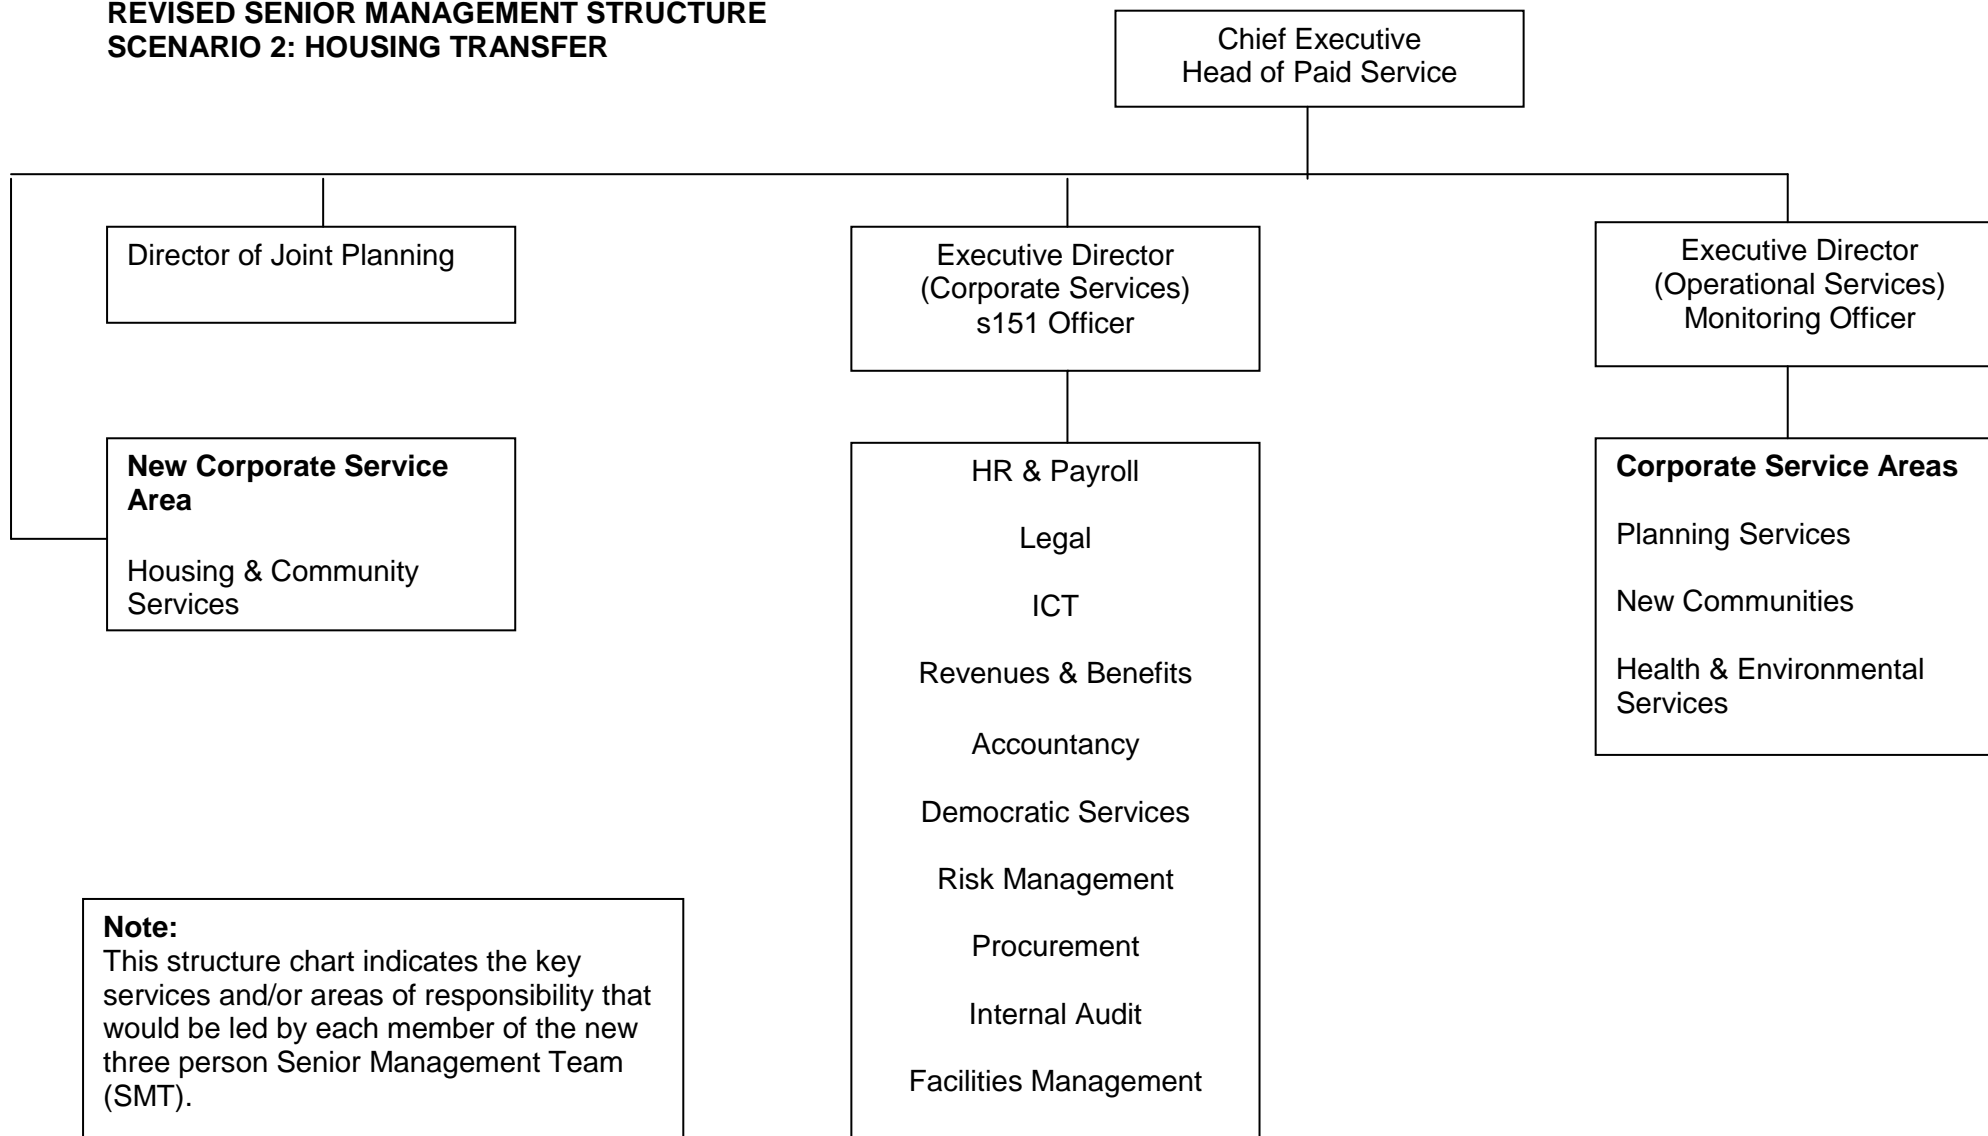 REVISED SENIOR MANAGEMENT STRUCTURE
SCENARIO 2: HOUSING TRANSFER
Chief Executive
Head of Paid Service
Director of Joint Planning
Executive Director
(Corporate Services)
s151 Officer
Executive Director
(Operational Services)
Monitoring Officer
New Corporate Service
Area
Housing & Community
Services
HR & Payroll
Legal
ICT
Revenues & Benefits
Accountancy
Democratic Services
Risk Management
Procurement
Internal Audit
Facilities Management
Corporate Service Areas
Planning Services
New Communities
Health & Environmental
Services
Note:
This structure chart indicates the key
services and/or areas of responsibility that
would be led by each member of the new
three person Senior Management Team
(SMT).